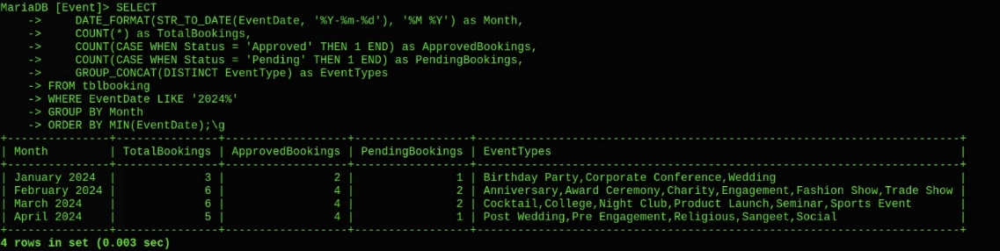 MariaDB [Event]> SELECT
    ->     DATE_FORMAT(STR_TO_DATE(EventDate, '%Y-%m-%d'), '%M %Y') as Month,
    ->     COUNT(*) as TotalBookings,
    ->     COUNT(CASE WHEN Status = 'Approved' THEN 1 END) as ApprovedBookings,
    ->     COUNT(CASE WHEN Status = 'Pending' THEN 1 END) as PendingBookings,
    ->     GROUP_CONCAT(DISTINCT EventType) as EventTypes
    -> FROM tblbooking
    -> WHERE EventDate LIKE '2024%'
    -> GROUP BY Month
    -> ORDER BY MIN(EventDate);\g
+---------------+---------------+------------------+-----------------+-------------------------------------------------------------------------+
| Month         | TotalBookings | ApprovedBookings | PendingBookings | EventTypes                                                              |
+---------------+---------------+------------------+-----------------+-------------------------------------------------------------------------+
| January 2024  |             3 |                2 |               1 | Birthday Party,Corporate Conference,Wedding                             |
| February 2024 |             6 |                4 |               2 | Anniversary,Award Ceremony,Charity,Engagement,Fashion Show,Trade Show |
| March 2024    |             6 |                4 |               2 | Cocktail,College,Night Club,Product Launch,Seminar,Sports Event         |
| April 2024    |             5 |                4 |               1 | Post Wedding,Pre Engagement,Religious,Sangeet,Social                    |
+---------------+---------------+------------------+-----------------+-------------------------------------------------------------------------+
4 rows in set (0.003 sec)